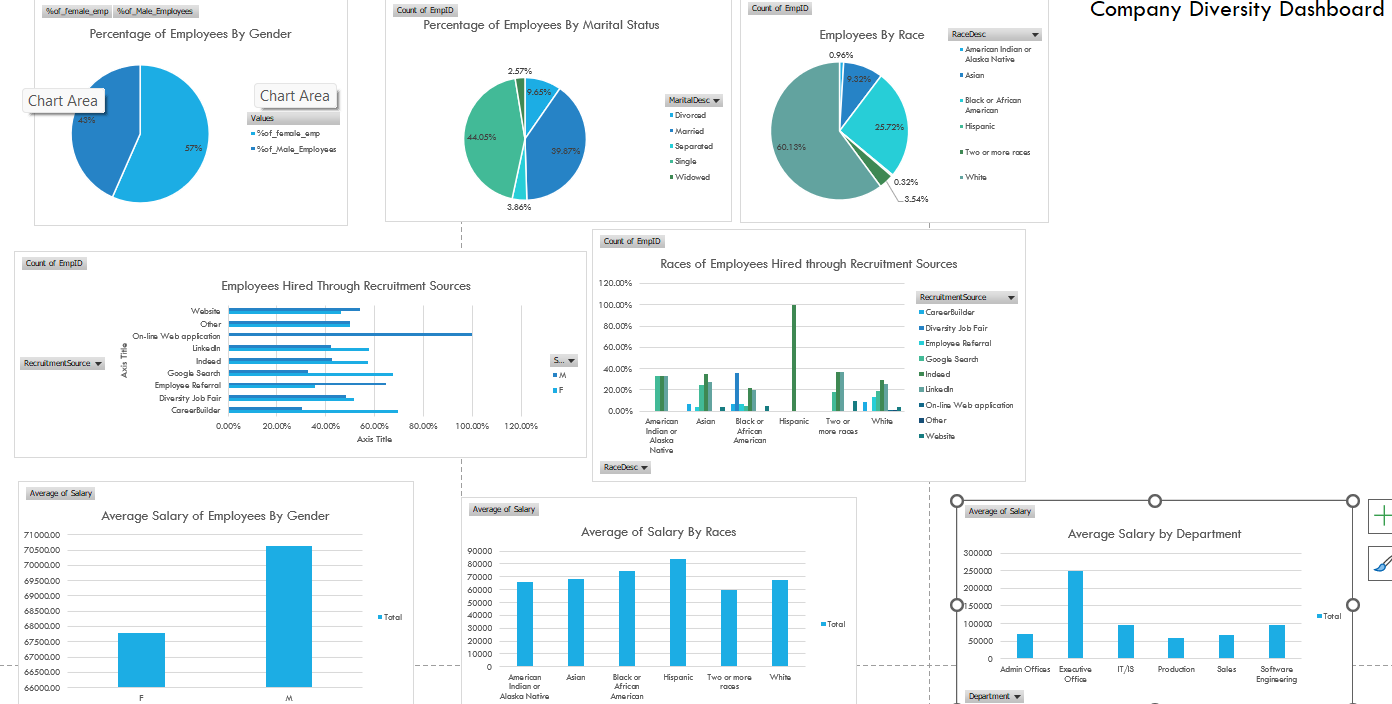 Company Diversity Dashboard
%of_female_emp
%of_Male_Employees
Percentage of Employees By Gender
Chart Area
43%
57%
Chart Area
Values
%of_female_emp
%of_Male_Employees
Count of EmpID
Percentage of Employees By Marital Status
2.57%
9.65%
39.87%
44.05%
3.86%
MaritalDesc
Divorced
Married
Separated
Single
Widowed
Count of EmpID
Employees By Race
0.96%
9.32%
25.72%
60.13%
0.32%
3.54%
RaceDesc
American Indian or
Alaska Native
Asian
Black or African
American
Hispanic
Two or more races
White
Count of EmpID
Employees Hired Through Recruitment Sources
RecruitmentSource
Axis Title
Website
Other
On-line Web application
LinkedIn
Indeed
Google Search
Employee Referral
Diversity Job Fair
CareerBuilder
0.00%
20.00%
40.00%
60.00%
80.00%
100.00%
120.00%
Axis Title
S...
M
F
Count of EmpID
Races of Employees Hired through Recruitment Sources
120.00%
100.00%
80.00%
60.00%
40.00%
20.00%
0.00%
American
Indian or
Alaska
Native
Asian
Black or
African
American
Hispanic
Two or
more races
White
RaceDesc
RecruitmentSource
CareerBuilder
Diversity Job Fair
Employee Referral
Google Search
Indeed
LinkedIn
On-line Web application
Other
Website
Average of Salary
Average Salary of Employees By Gender
71000.00
70500.00
70000.00
69500.00
69000.00
68500.00
68000.00
67500.00
67000.00
66500.00
66000.00
F
M
Total
Average of Salary
Average of Salary By Races
90000
80000
70000
60000
50000
40000
30000
20000
10000
0
American
Indian or
Alaska Native
Asian
Black or
African
American
Hispanic
Two or more
races
White
Total
Average of Salary
Average Salary by Department
300000
250000
200000
150000
100000
50000
0
Admin Offices
Executive
Office
IT/IS
Production
Sales
Software
Engineering
Total
Department